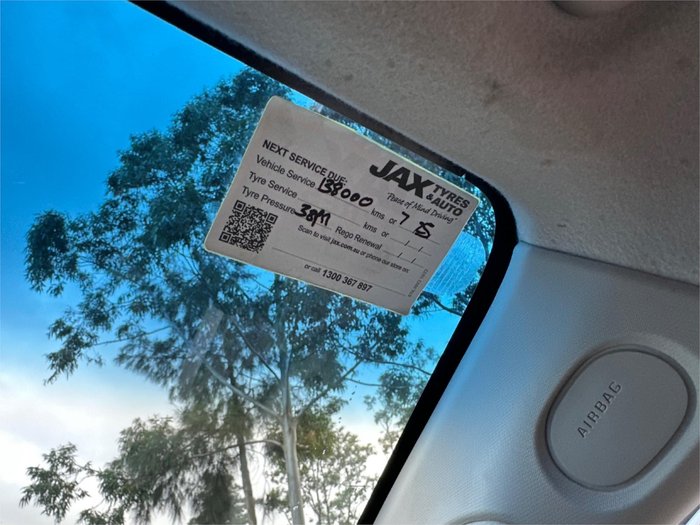 JAX TYRES & AUTO
Peace of Mind Driving
NEXT SERVICE DUE:
Vehicle Service 138000 kms or 7 / 25
Tyre Service kms or / /
Tyre Pressure 38M Rego Renewal / /
Scan to visit jax.com.au or phone our store on:
or call 1300 367 897
AIRBAG